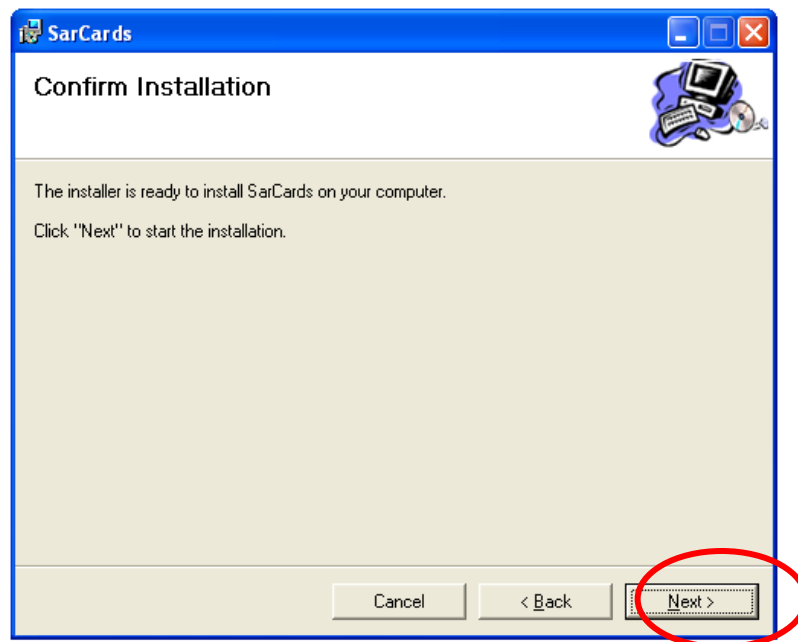 SarCards
Confirm Installation
The installer is ready to install SarCards on your computer.
Click "Next" to start the installation.
Cancel < Back Next >